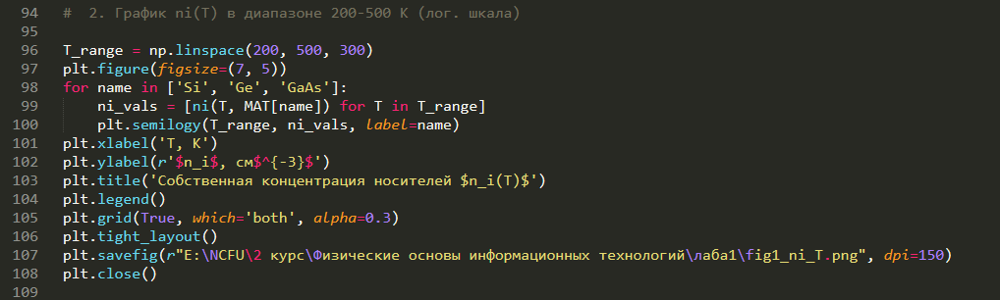 94 #  2. График ni(T) в диапазоне 200-500 K (лог. шкала)
95
96 T_range = np.linspace(200, 500, 300)
97 plt.figure(figsize=(7, 5))
98 for name in ['Si', 'Ge', 'GaAs']:
99     ni_vals = [ni(T, MAT[name]) for T in T_range]
100     plt.semilogy(T_range, ni_vals, label=name)
101 plt.xlabel('T, K')
102 plt.ylabel(r'$n_i$, см$^{-3}$')
103 plt.title('Собственная концентрация носителей $n_i(T)$')
104 plt.legend()
105 plt.grid(True, which='both', alpha=0.3)
106 plt.tight_layout()
107 plt.savefig(r"E:\NCFU\2 курс\Физические основы информационных технологий\лаба1\fig1_ni_T.png", dpi=150)
108 plt.close()
109